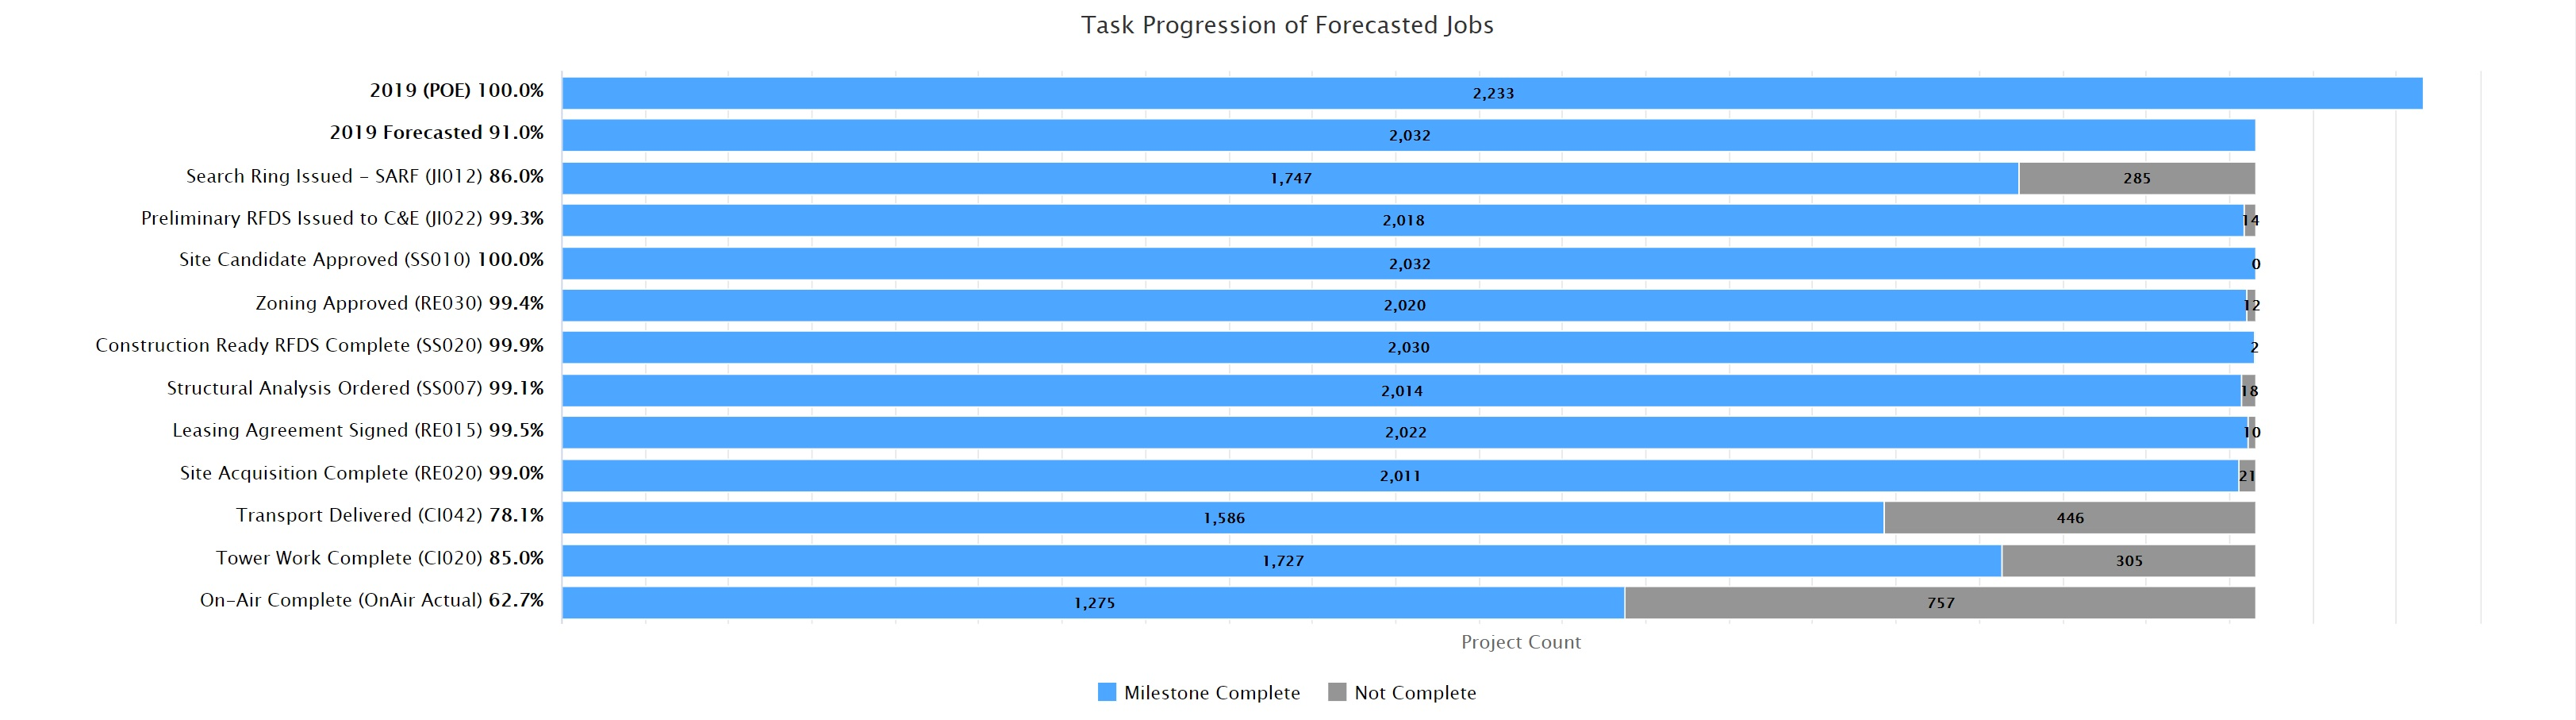 Task Progression of Forecasted Jobs
2019 (POE) 100.0% 2,233
2019 Forecasted 91.0% 2,032
Search Ring Issued - SARF (JI012) 86.0% 1,747 285
Preliminary RFDS Issued to C&E (JI022) 99.3% 2,018 14
Site Candidate Approved (SS010) 100.0% 2,032 0
Zoning Approved (RE030) 99.4% 2,020 12
Construction Ready RFDS Complete (SS020) 99.9% 2,030 2
Structural Analysis Ordered (SS007) 99.1% 2,014 18
Leasing Agreement Signed (RE015) 99.5% 2,022 10
Site Acquisition Complete (RE020) 99.0% 2,011 21
Transport Delivered (CI042) 78.1% 1,586 446
Tower Work Complete (CI020) 85.0% 1,727 305
On-Air Complete (OnAir Actual) 62.7% 1,275 757
Project Count
Milestone Complete Not Complete